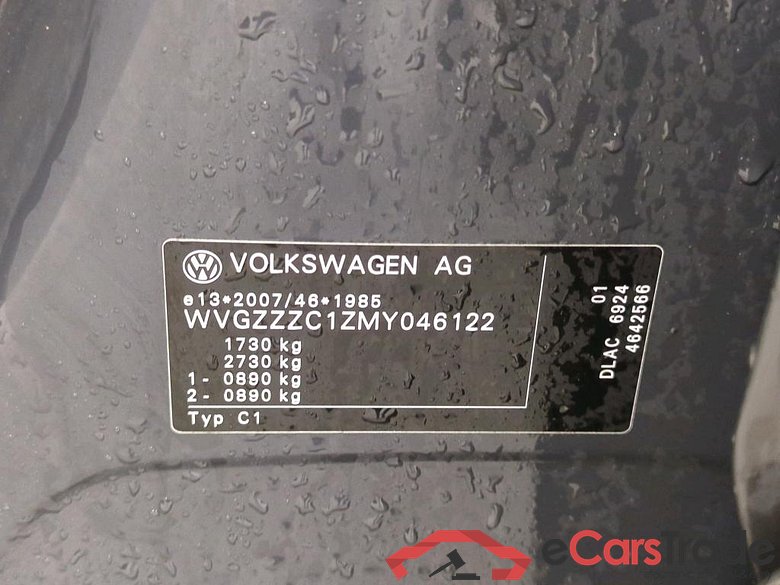 VOLKSWAGEN AG
e13*2007/46*1985
WVGZZZC1ZMY046122
1730 kg
2730 kg
1- 0890 kg
2- 0890 kg
Typ C1
01
DLAC 6924
4642566
eCarsTrade